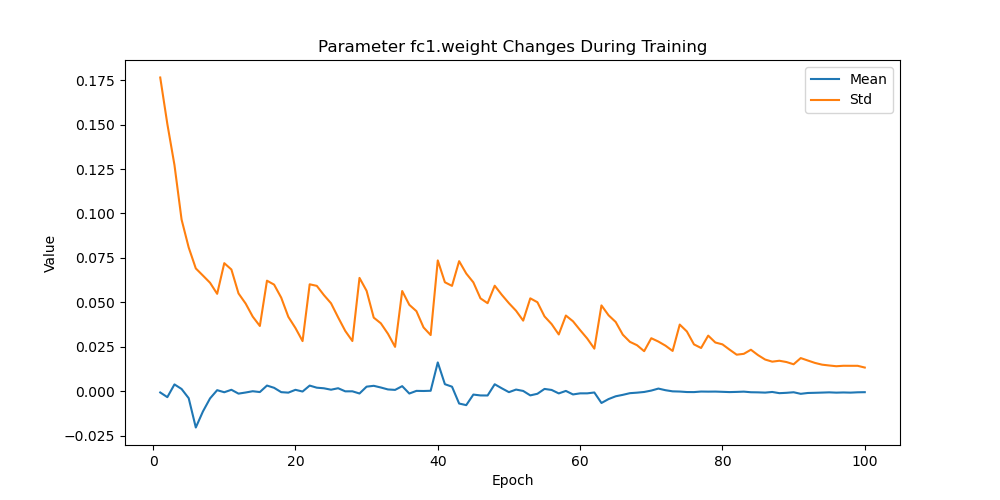 Parameter fc1.weight Changes During Training
Mean
Std
0.175
0.150
0.125
0.100
0.075
0.050
0.025
0.000
−0.025
Value
0 20 40 60 80 100
Epoch